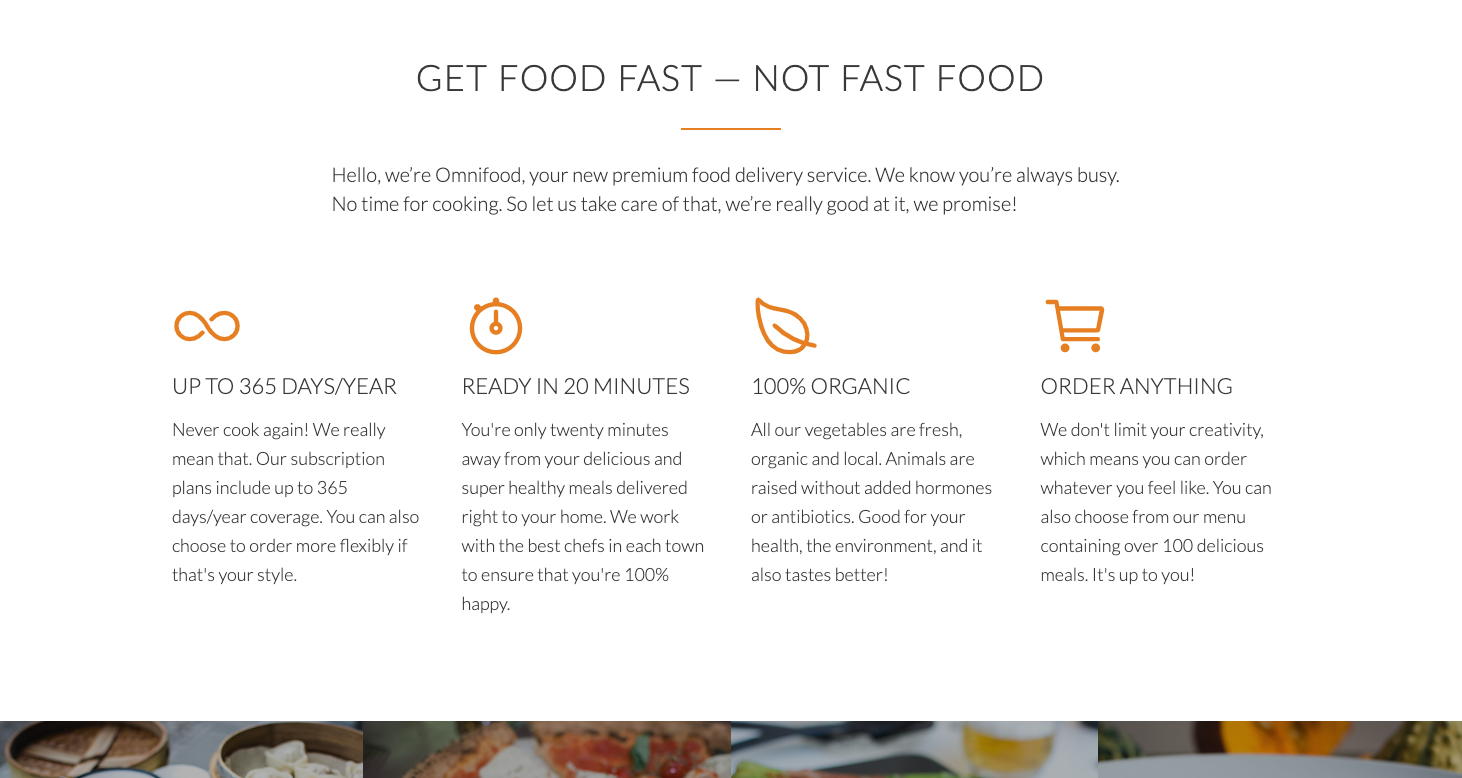 GET FOOD FAST — NOT FAST FOOD
Hello, we’re Omnifood, your new premium food delivery service. We know you’re always busy.
No time for cooking. So let us take care of that, we’re really good at it, we promise!
UP TO 365 DAYS/YEAR
Never cook again! We really
mean that. Our subscription
plans include up to 365
days/year coverage. You can also
choose to order more flexibly if
that's your style.
READY IN 20 MINUTES
You're only twenty minutes
away from your delicious and
super healthy meals delivered
right to your home. We work
with the best chefs in each town
to ensure that you're 100%
happy.
100% ORGANIC
All our vegetables are fresh,
organic and local. Animals are
raised without added hormones
or antibiotics. Good for your
health, the environment, and it
also tastes better!
ORDER ANYTHING
We don't limit your creativity,
which means you can order
whatever you feel like. You can
also choose from our menu
containing over 100 delicious
meals. It's up to you!